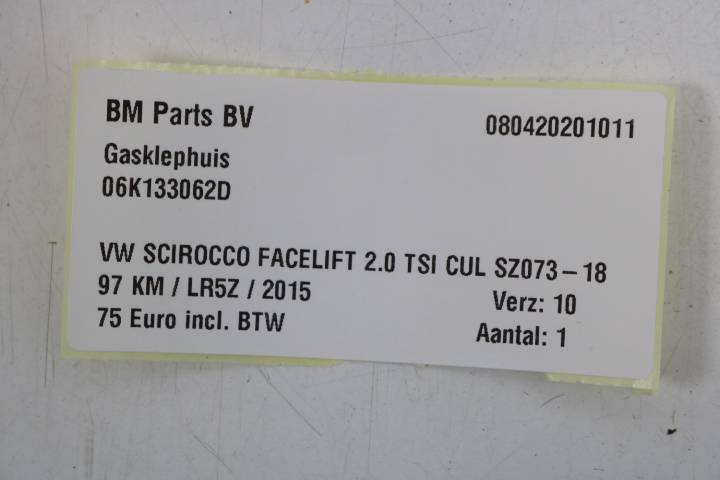 BM Parts BV 080420201011
Gasklephuis
06K133062D
VW SCIROCCO FACELIFT 2.0 TSI CUL SZ073-18
97 KM / LR5Z / 2015 Verz: 10
75 Euro incl. BTW Aantal: 1